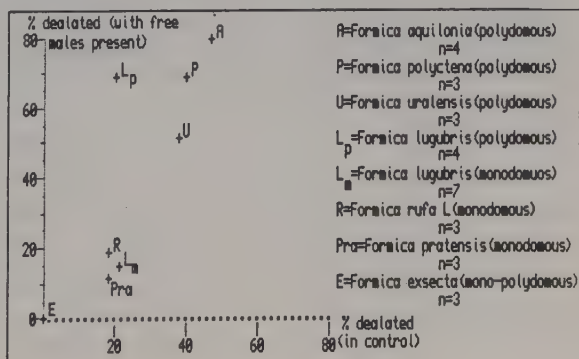 % dealated (with free
males present)
80
60
40
20
0
A
P
Lp
U
R
Lm
Pra
E
20 40 60 80
% dealated
(in control)
A=Formica aquilonia(polydomous)
n=4
P=Formica polyctena(polydomous)
n=3
U=Formica uralensis(polydomous)
n=3
Lp=Formica lugubris(polydomous)
n=4
Lm=Formica lugubris(monodomuos)
n=7
R=Formica rufa L(monodomous)
n=3
Pra=Formica pratensis(monodomous)
n=3
E=Formica exsecta(mono-polydomous)
n=3